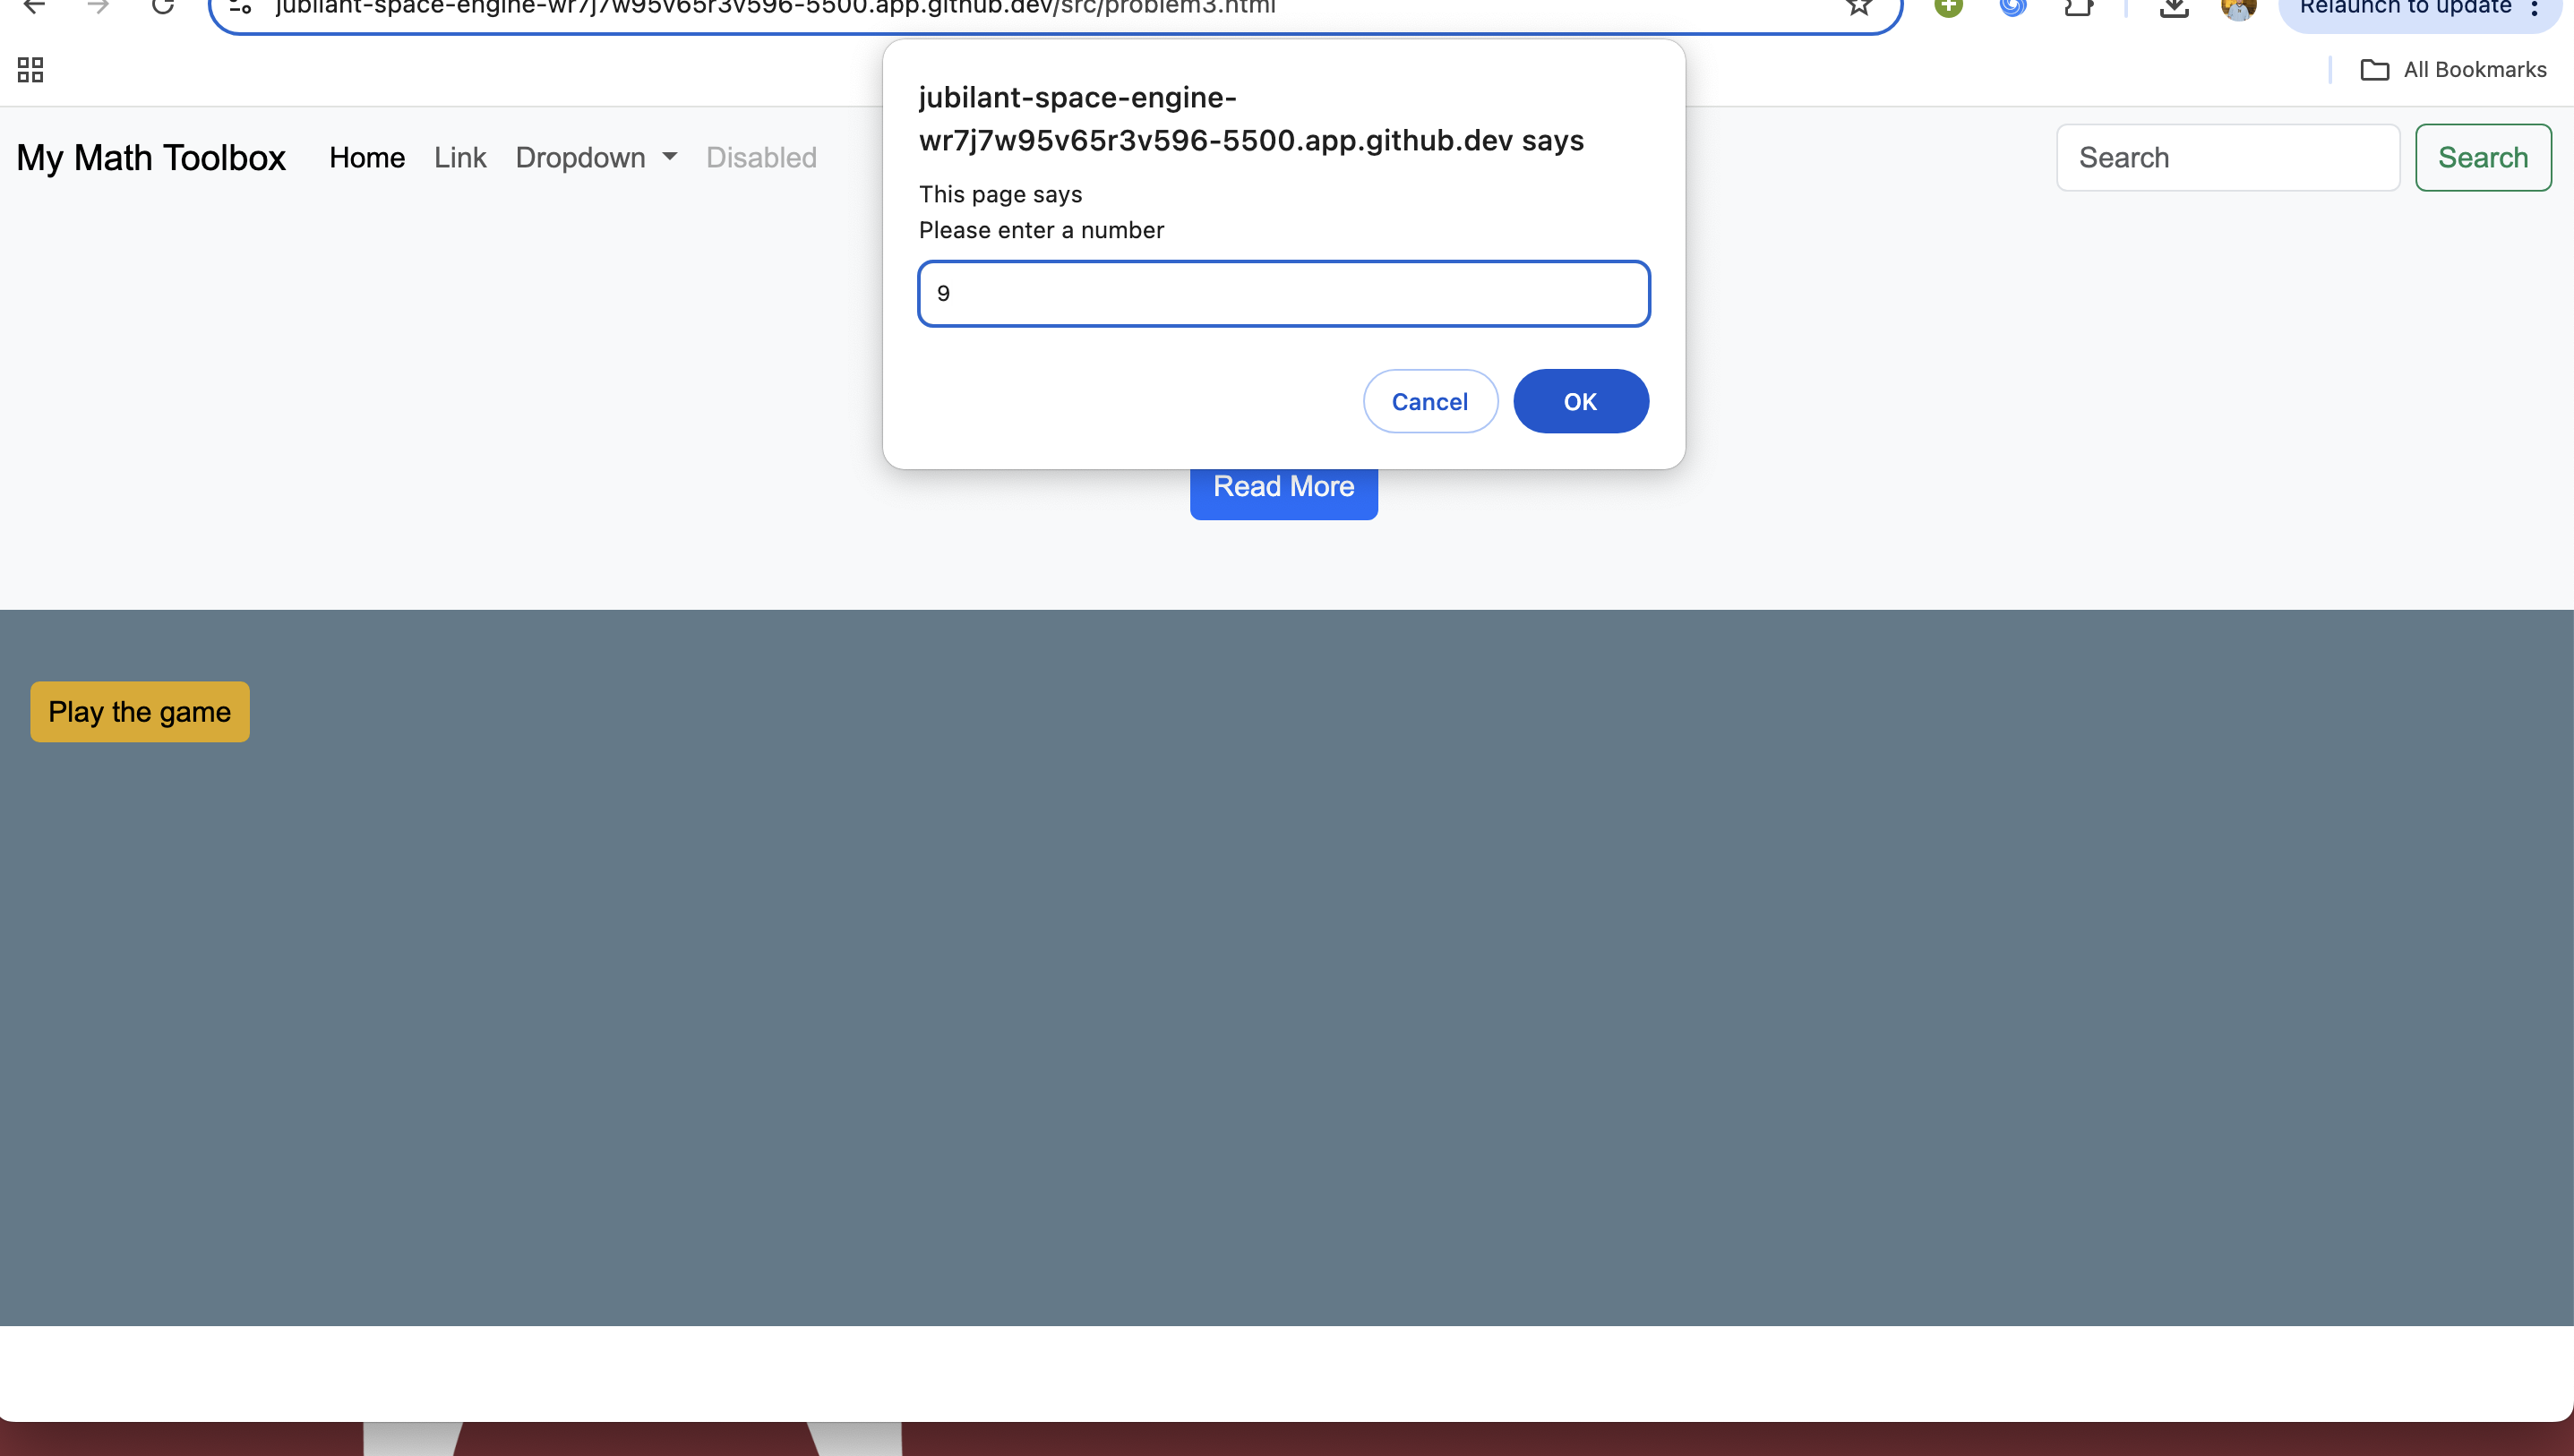 jubilant-space-engine-wr7j7w95v65r3v596-5500.app.github.dev/src/problem3.html
Relaunch to update
All Bookmarks
jubilant-space-engine-
wr7j7w95v65r3v596-5500.app.github.dev says
This page says
Please enter a number
9
Cancel
OK
My Math Toolbox
Home
Link
Dropdown
Disabled
Search
Search
Read More
Play the game